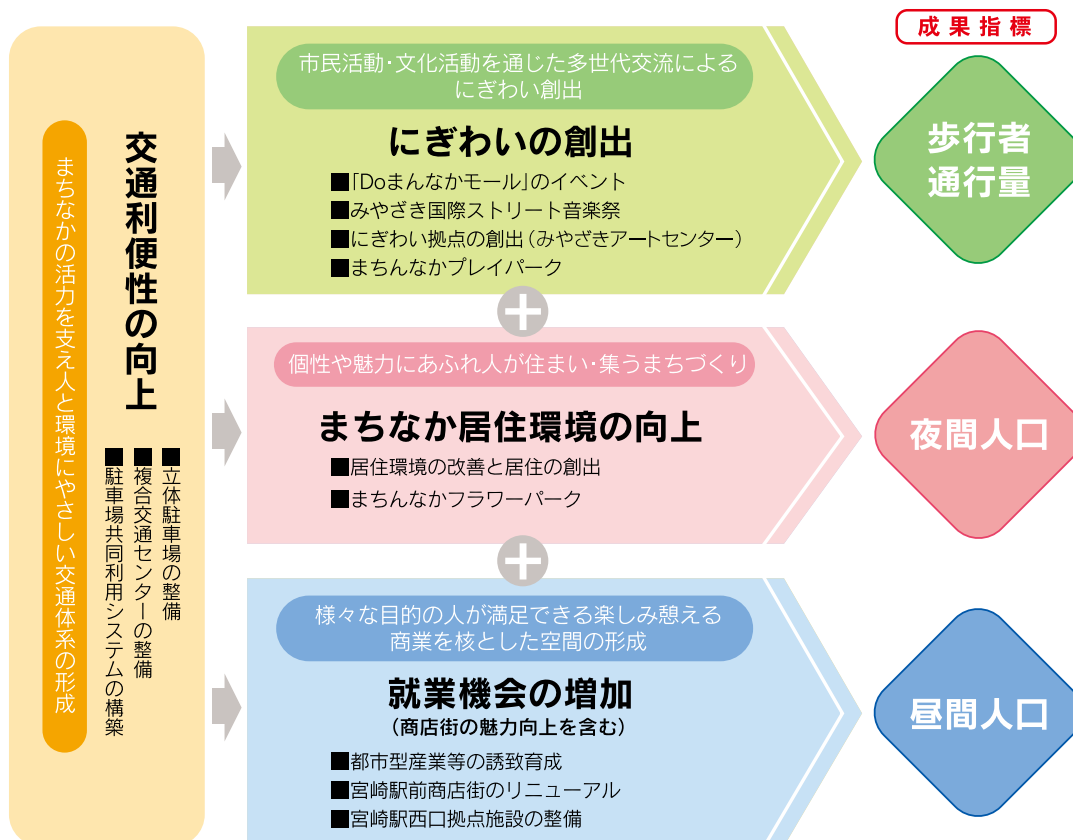 まちなかの活力を支え人と環境にやさしい交通体系の形成
交通利便性の向上
■立体駐車場の整備
■複合交通センターの整備
■駐車場共同利用システムの構築
市民活動・文化活動を通じた多世代交流による
にぎわい創出
にぎわいの創出
■「Doまんなかモール」のイベント
■みやざき国際ストリート音楽祭
■にぎわい拠点の創出(みやざきアートセンター)
■まちんなかプレイパーク
成果指標
歩行者
通行量
+
個性や魅力にあふれ人が住まい・集うまちづくり
まちなか居住環境の向上
■居住環境の改善と居住の創出
■まちんなかフラワーパーク
夜間人口
+
様々な目的の人が満足できる楽しみ憩える
商業を核とした空間の形成
就業機会の増加
(商店街の魅力向上を含む)
■都市型産業等の誘致育成
■宮崎駅前商店街のリニューアル
■宮崎駅西口拠点施設の整備
昼間人口